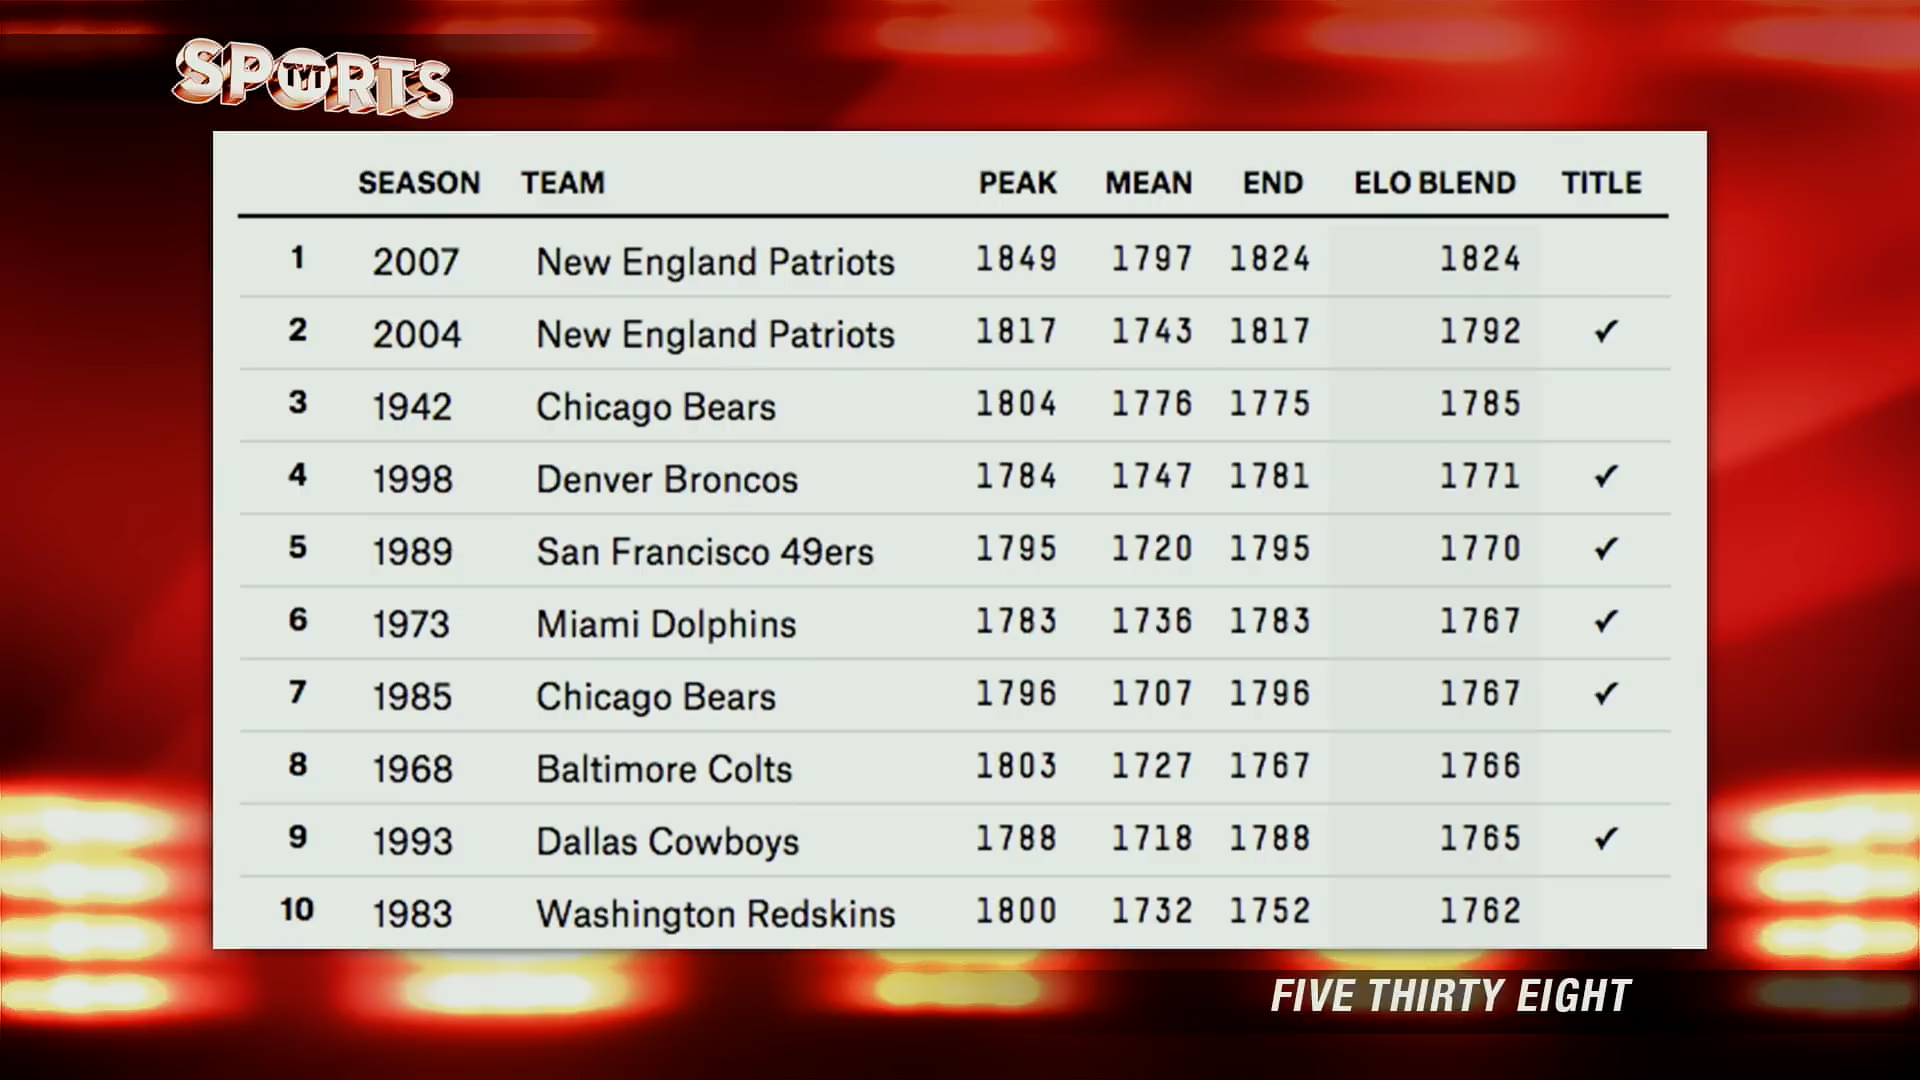 SPORTS
TYT
SEASON TEAM PEAK MEAN END ELO BLEND TITLE
1 2007 New England Patriots 1849 1797 1824 1824
2 2004 New England Patriots 1817 1743 1817 1792 ✓
3 1942 Chicago Bears 1804 1776 1775 1785
4 1998 Denver Broncos 1784 1747 1781 1771 ✓
5 1989 San Francisco 49ers 1795 1720 1795 1770 ✓
6 1973 Miami Dolphins 1783 1736 1783 1767 ✓
7 1985 Chicago Bears 1796 1707 1796 1767 ✓
8 1968 Baltimore Colts 1803 1727 1767 1766
9 1993 Dallas Cowboys 1788 1718 1788 1765 ✓
10 1983 Washington Redskins 1800 1732 1752 1762
FIVE THIRTY EIGHT